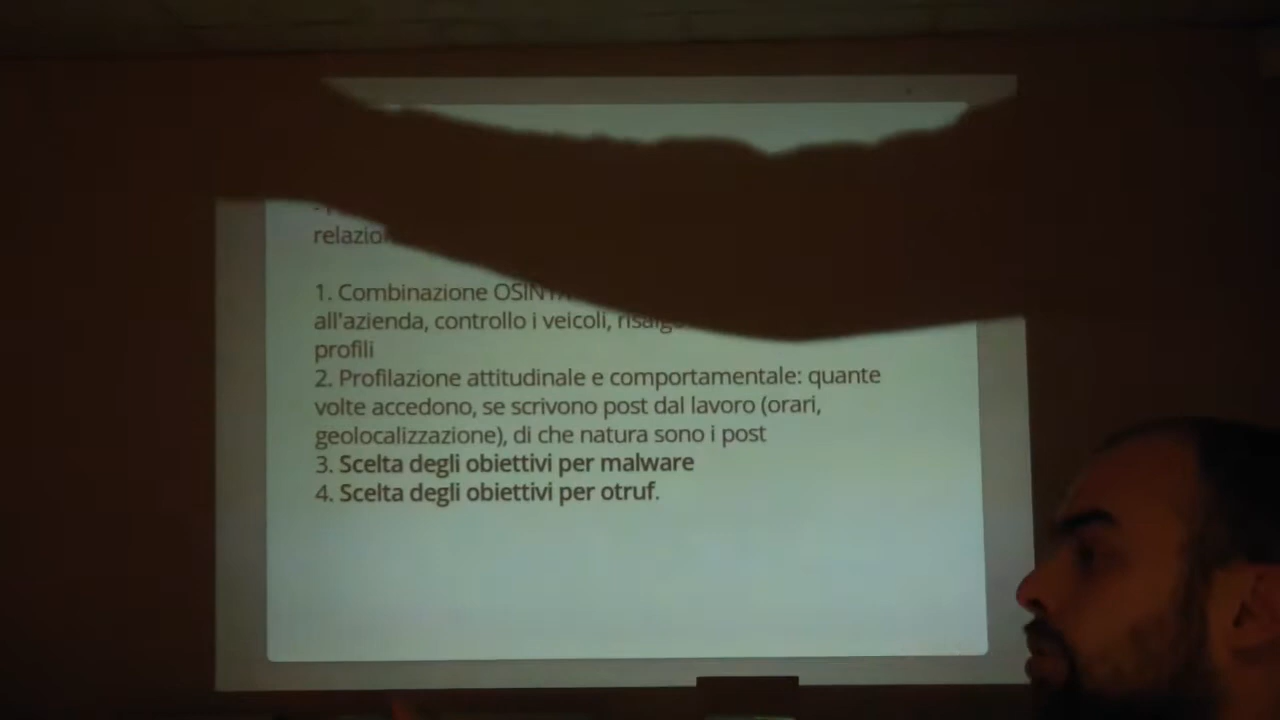 relazio
1. Combinazione OSINT
all'azienda, controllo i veicoli, risalgo
profili
2. Profilazione attitudinale e comportamentale: quante
volte accedono, se scrivono post dal lavoro (orari,
geolocalizzazione), di che natura sono i post
3. Scelta degli obiettivi per malware
4. Scelta degli obiettivi per otruf.